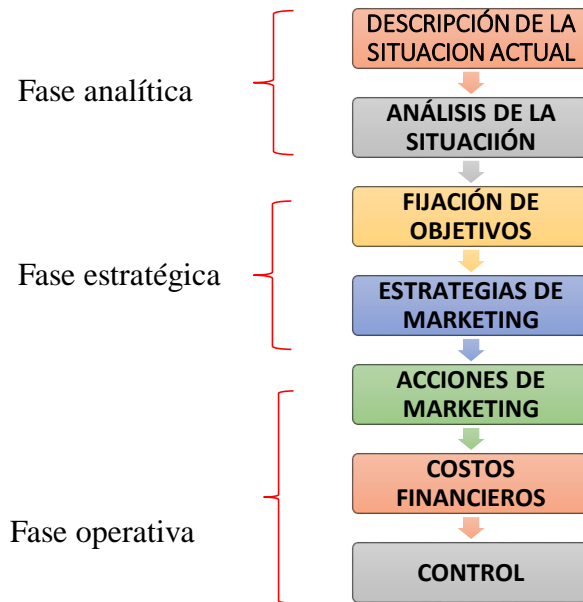 Fase analítica
DESCRIPCIÓN DE LA
SITUACION ACTUAL
ANÁLISIS DE LA
SITUACIIÓN
Fase estratégica
FIJACIÓN DE
OBJETIVOS
ESTRATEGIAS DE
MARKETING
Fase operativa
ACCIONES DE
MARKETING
COSTOS
FINANCIEROS
CONTROL